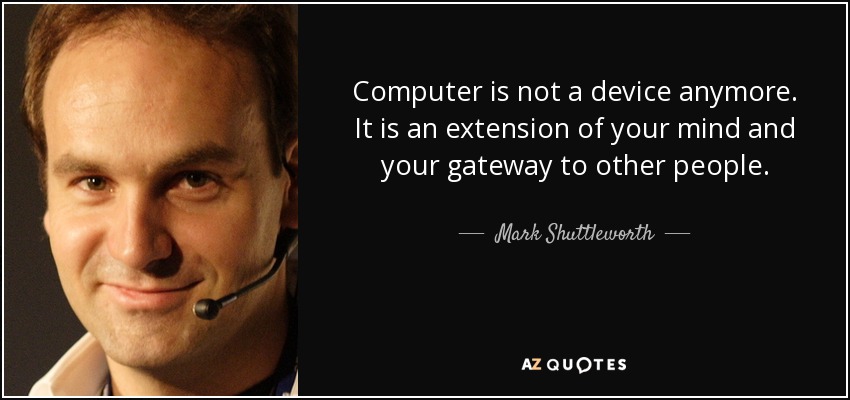 Computer is not a device anymore.
It is an extension of your mind and
your gateway to other people.
Mark Shuttleworth
AZ QUOTES